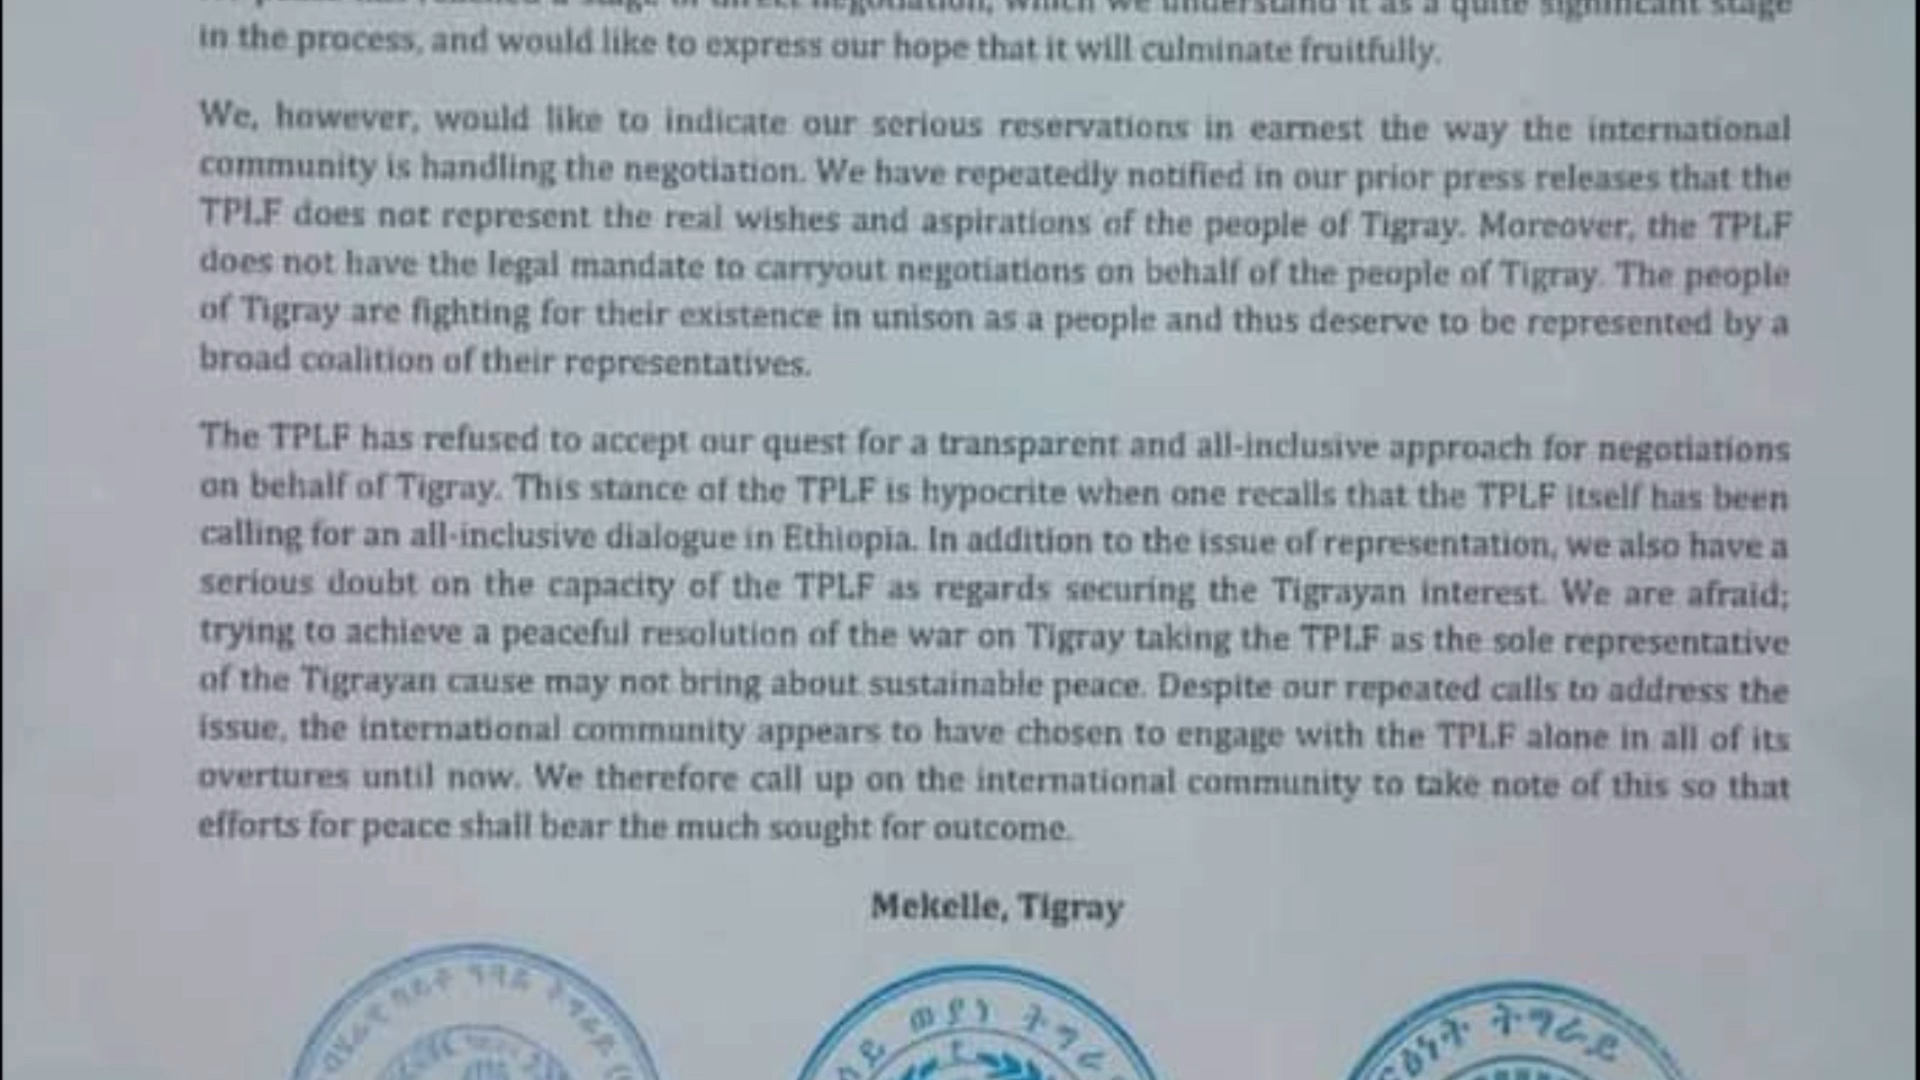 direct negotiation, which we understand it as a quite significant stage
in the process, and would like to express our hope that it will culminate fruitfully.
We, however, would like to indicate our serious reservations in earnest the way the international
community is handling the negotiation. We have repeatedly notified in our prior press releases that the
TPLF does not represent the real wishes and aspirations of the people of Tigray. Moreover, the TPLF
does not have the legal mandate to carryout negotiations on behalf of the people of Tigray. The people
of Tigray are fighting for their existence in unison as a people and thus deserve to be represented by a
broad coalition of their representatives.
The TPLF has refused to accept our quest for a transparent and all-inclusive approach for negotiations
on behalf of Tigray. This stance of the TPLF is hypocrite when one recalls that the TPLF itself has been
calling for an all-inclusive dialogue in Ethiopia. In addition to the issue of representation, we also have a
serious doubt on the capacity of the TPLF as regards securing the Tigrayan interest. We are afraid;
trying to achieve a peaceful resolution of the war on Tigray taking the TPLF as the sole representative
of the Tigrayan cause may not bring about sustainable peace. Despite our repeated calls to address the
issue, the international community appears to have chosen to engage with the TPLF alone in all of its
overtures until now. We therefore call up on the international community to take note of this so that
efforts for peace shall bear the much sought for outcome.
Mekelle, Tigray
ትግራይ